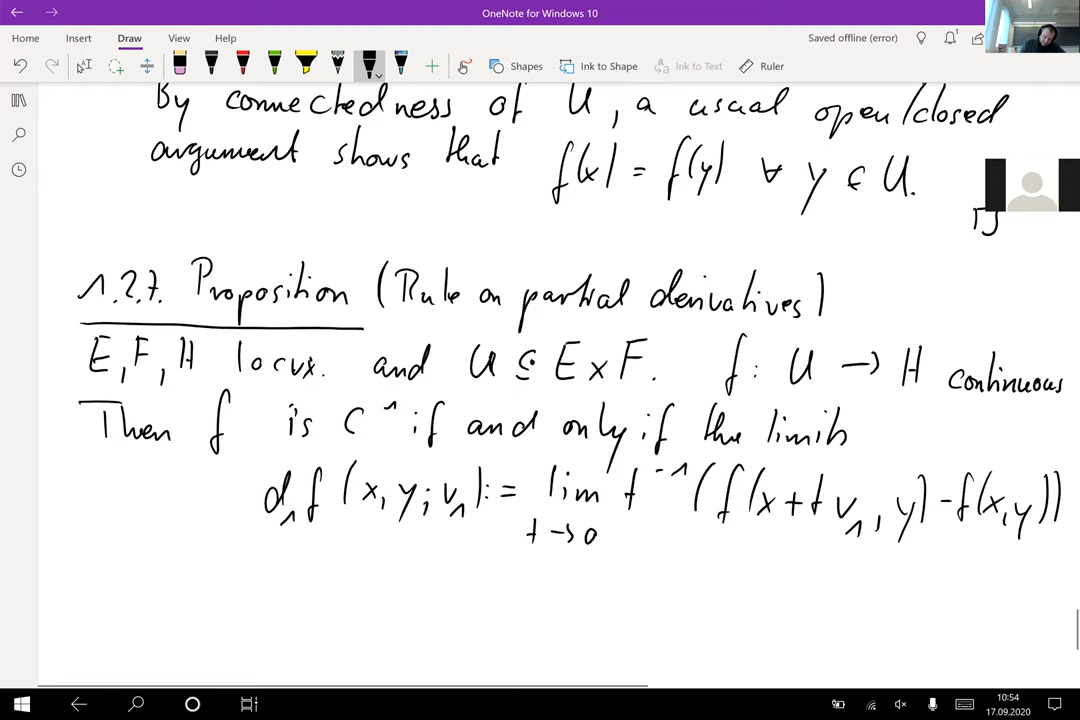 OneNote for Windows 10
Home Insert Draw View Help
Saved offline (error)
Shapes Ink to Shape Ink to Text Ruler
By connectedness of U, a usual open/closed
argument shows that f(x) = f(y) ∀ y ∈ U.
1.2.7. Proposition (Rule on partial derivatives)
E, F, H locvx. and U ⊆ E × F. f: U → H continuous
Then f is C¹ if and only if the limits
d₁f(x, y; v₁) := lim t⁻¹(f(x+tv₁, y) - f(x,y))
t → 0
10:54
17.09.2020